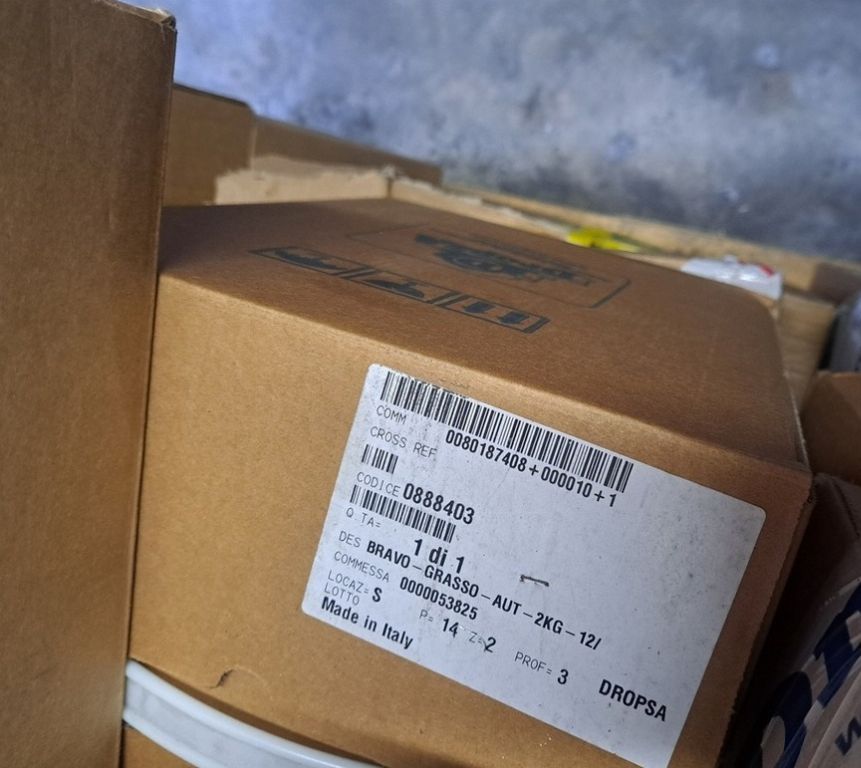 COMM 0080187408+000010+1
CROSS REF
CODICE 0888403
Q.TA= 1 di 1
DES BRAVO-GRASSO-AUT-2KG-12/
COMMESSA 0000053825
LOCAZ= S P= 14 Z= 2 PROF= 3
LOTTO
Made in Italy DROPSA